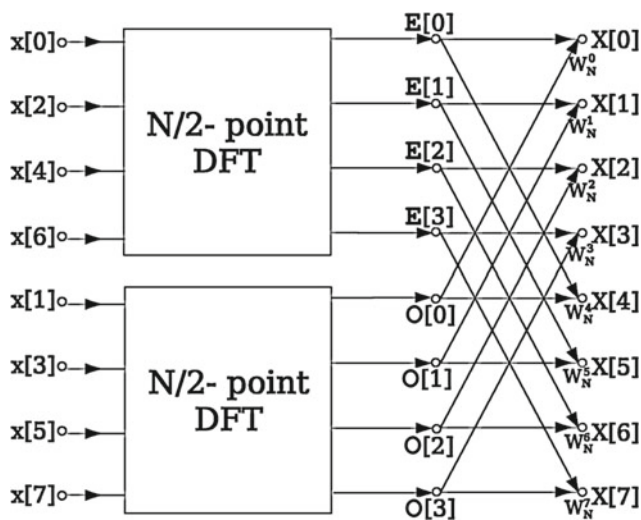 x[0] E[0] X[0]
W_N^0
x[2] E[1] X[1]
W_N^1
N/2- point
DFT
x[4] E[2] X[2]
W_N^2
x[6] E[3] X[3]
W_N^3
x[1] O[0] W_N^4 X[4]
x[3] O[1] W_N^5 X[5]
N/2- point
DFT
x[5] O[2] W_N^6 X[6]
x[7] O[3] W_N^7 X[7]